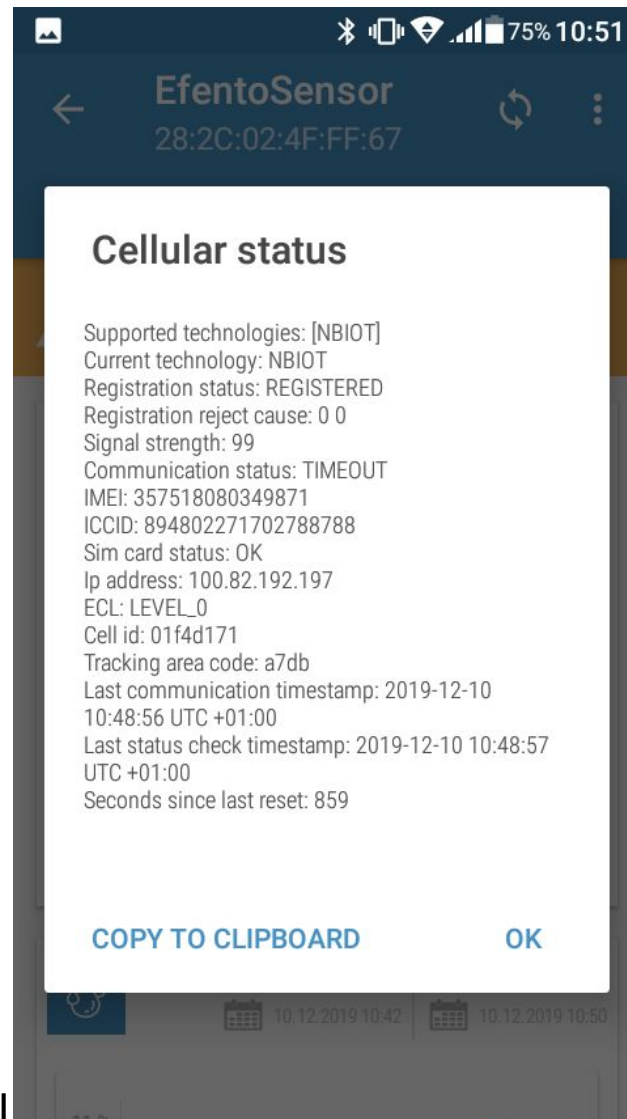 75% 10:51
EfentoSensor
28:2C:02:4F:FF:67
Cellular status
Supported technologies: [NBIOT]
Current technology: NBIOT
Registration status: REGISTERED
Registration reject cause: 0 0
Signal strength: 99
Communication status: TIMEOUT
IMEI: 357518080349871
ICCID: 894802271702788788
Sim card status: OK
Ip address: 100.82.192.197
ECL: LEVEL_0
Cell id: 01f4d171
Tracking area code: a7db
Last communication timestamp: 2019-12-10
10:48:56 UTC +01:00
Last status check timestamp: 2019-12-10 10:48:57
UTC +01:00
Seconds since last reset: 859
COPY TO CLIPBOARD OK
10.12.2019 10:42 10.12.2019 10:50